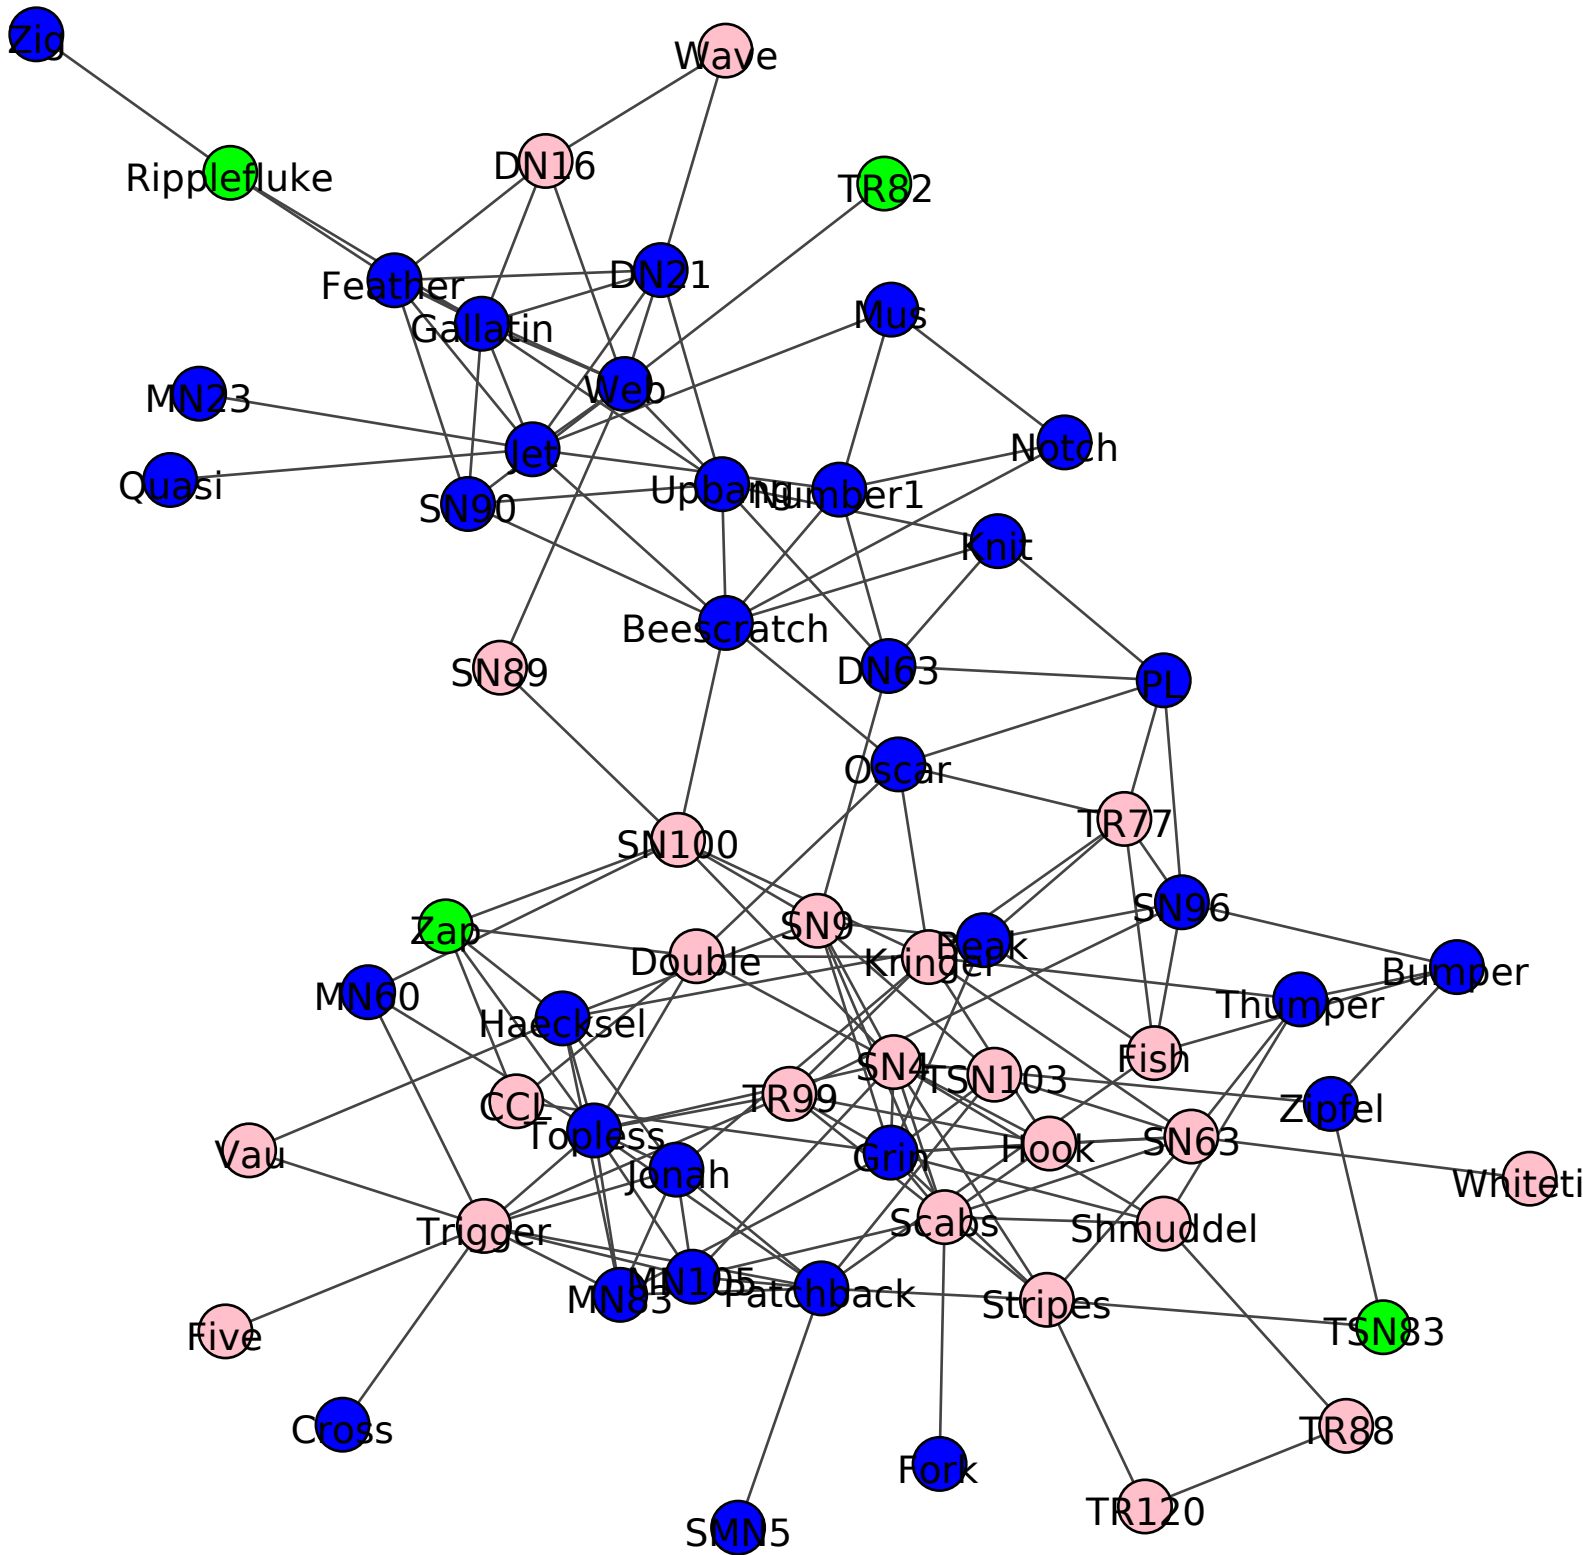 Zig
Wave
DN16
Ripplefluke
TR82
DN21
Feather
Gallatin
Mus
Web
MN23
Notch
Jet
Quasi
Upbang
Number1
SN90
Knit
Beescratch
DN63
SN89
PL
Oscar
TR77
SN100
SN96
SN9
Zap
Beak
Double
Kringel
Bumper
MN60
Thumper
Haecksel
Fish
SN4
TSN103
TR99
CCL
Zipfel
Topless
Hook
SN63
Vau
Grin
Jonah
Whiteti
Scabs
Shmuddel
Trigger
MN105
MN83
Patchback
Stripes
Five
TSN83
Cross
TR88
Fork
TR120
SMN5